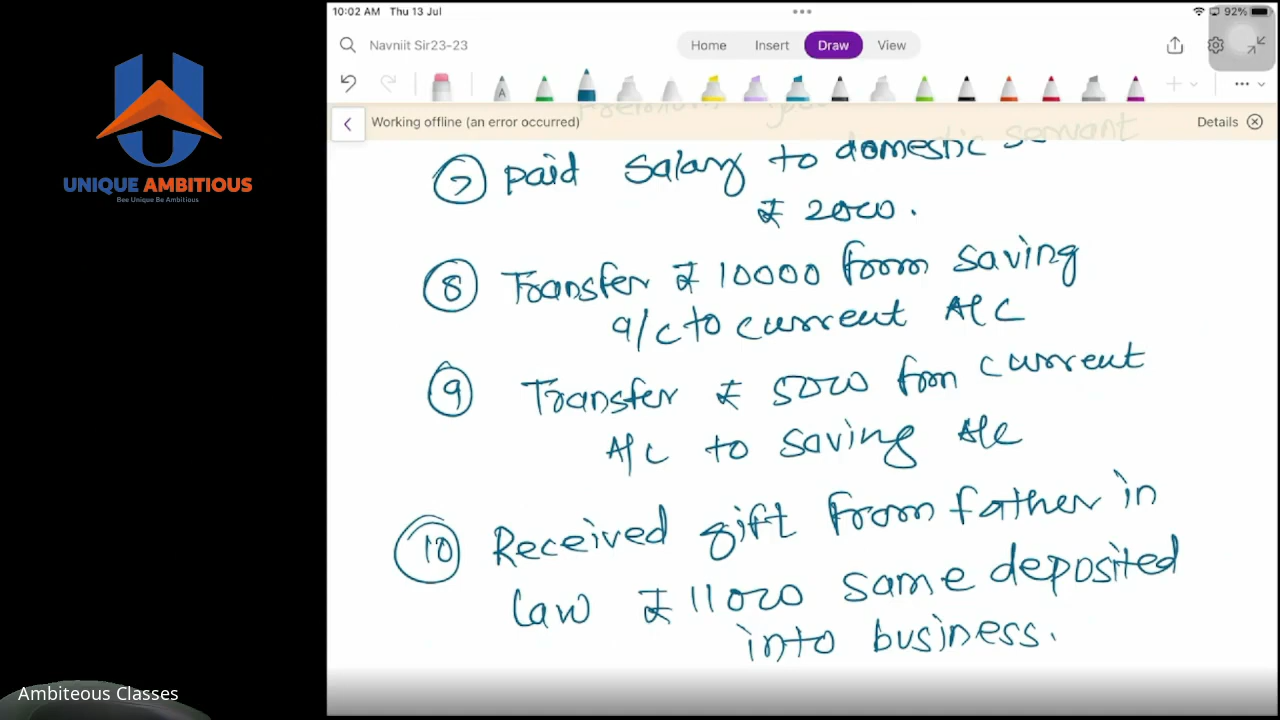 10:02 AM Thu 13 Jul
92%
Navniit Sir23-23
Home Insert Draw View
Working offline (an error occurred)
Details
UNIQUE AMBITIOUS
Bee Unique Be Ambitious
servant
7 paid salary to domestic
₹ 2000.
8 Transfer ₹ 10000 from saving
a/c to current A/C
9 Transfer ₹ 5000 from current
A/C to saving A/C
10 Received gift from father in
law ₹ 11000 same deposited
into business.
Ambiteous Classes